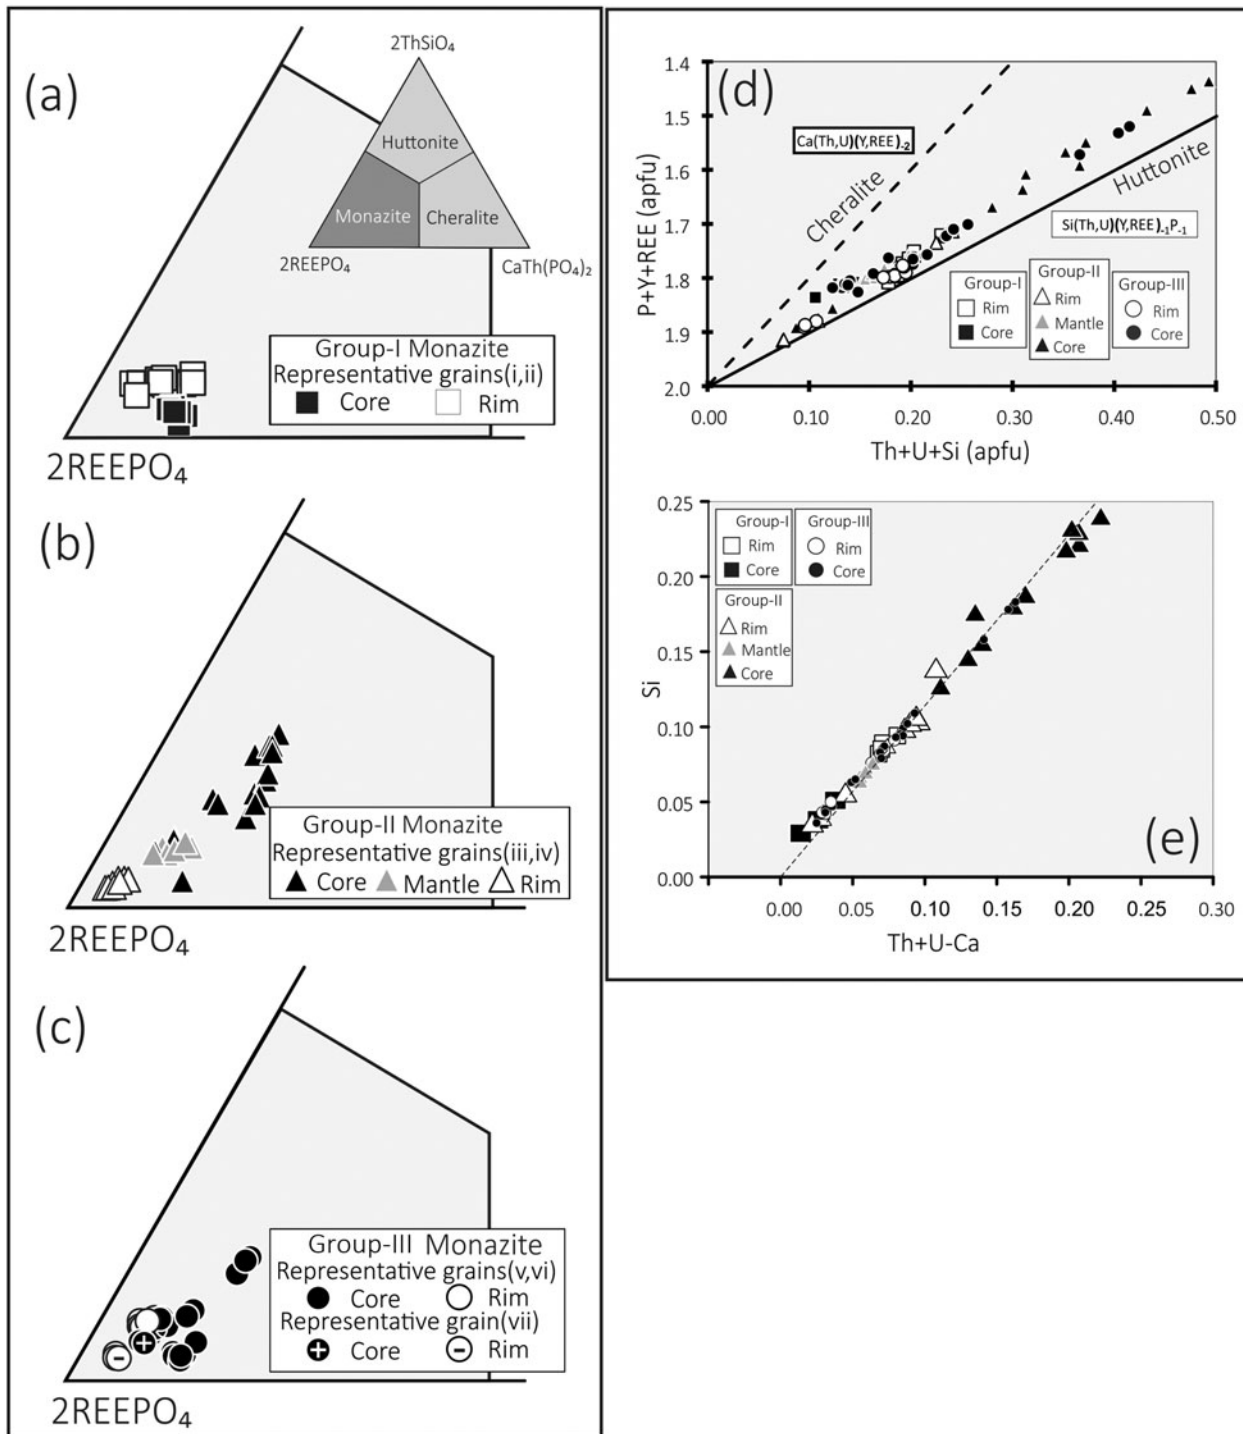 (a)
2ThSiO₄
Huttonite
Monazite
Cheralite
2REEPO₄
CaTh(PO₄)₂
Group-I Monazite
Representative grains(i,ii)
Core Rim
2REEPO₄
(b)
Group-II Monazite
Representative grains(iii,iv)
Core Mantle Rim
2REEPO₄
(c)
Group-III Monazite
Representative grains(v,vi)
Core Rim
Representative grain(vii)
+ Core - Rim
+
-
2REEPO₄
(d)
P+Y+REE (apfu)
1.4
1.5
1.6
1.7
1.8
1.9
2.0
Ca(Th,U)(Y,REE)₋₂
Cheralite
Huttonite
Si(Th,U)(Y,REE)₋₁P₋₁
Group-I
Rim
Core
Group-II
Rim
Mantle
Core
Group-III
Rim
Core
0.00 0.10 0.20 0.30 0.40 0.50
Th+U+Si (apfu)
Si
0.25
0.20
0.15
0.10
0.05
0.00
Group-I
Rim
Core
Group-III
Rim
Core
Group-II
Rim
Mantle
Core
(e)
0.00 0.05 0.10 0.15 0.20 0.25 0.30
Th+U-Ca